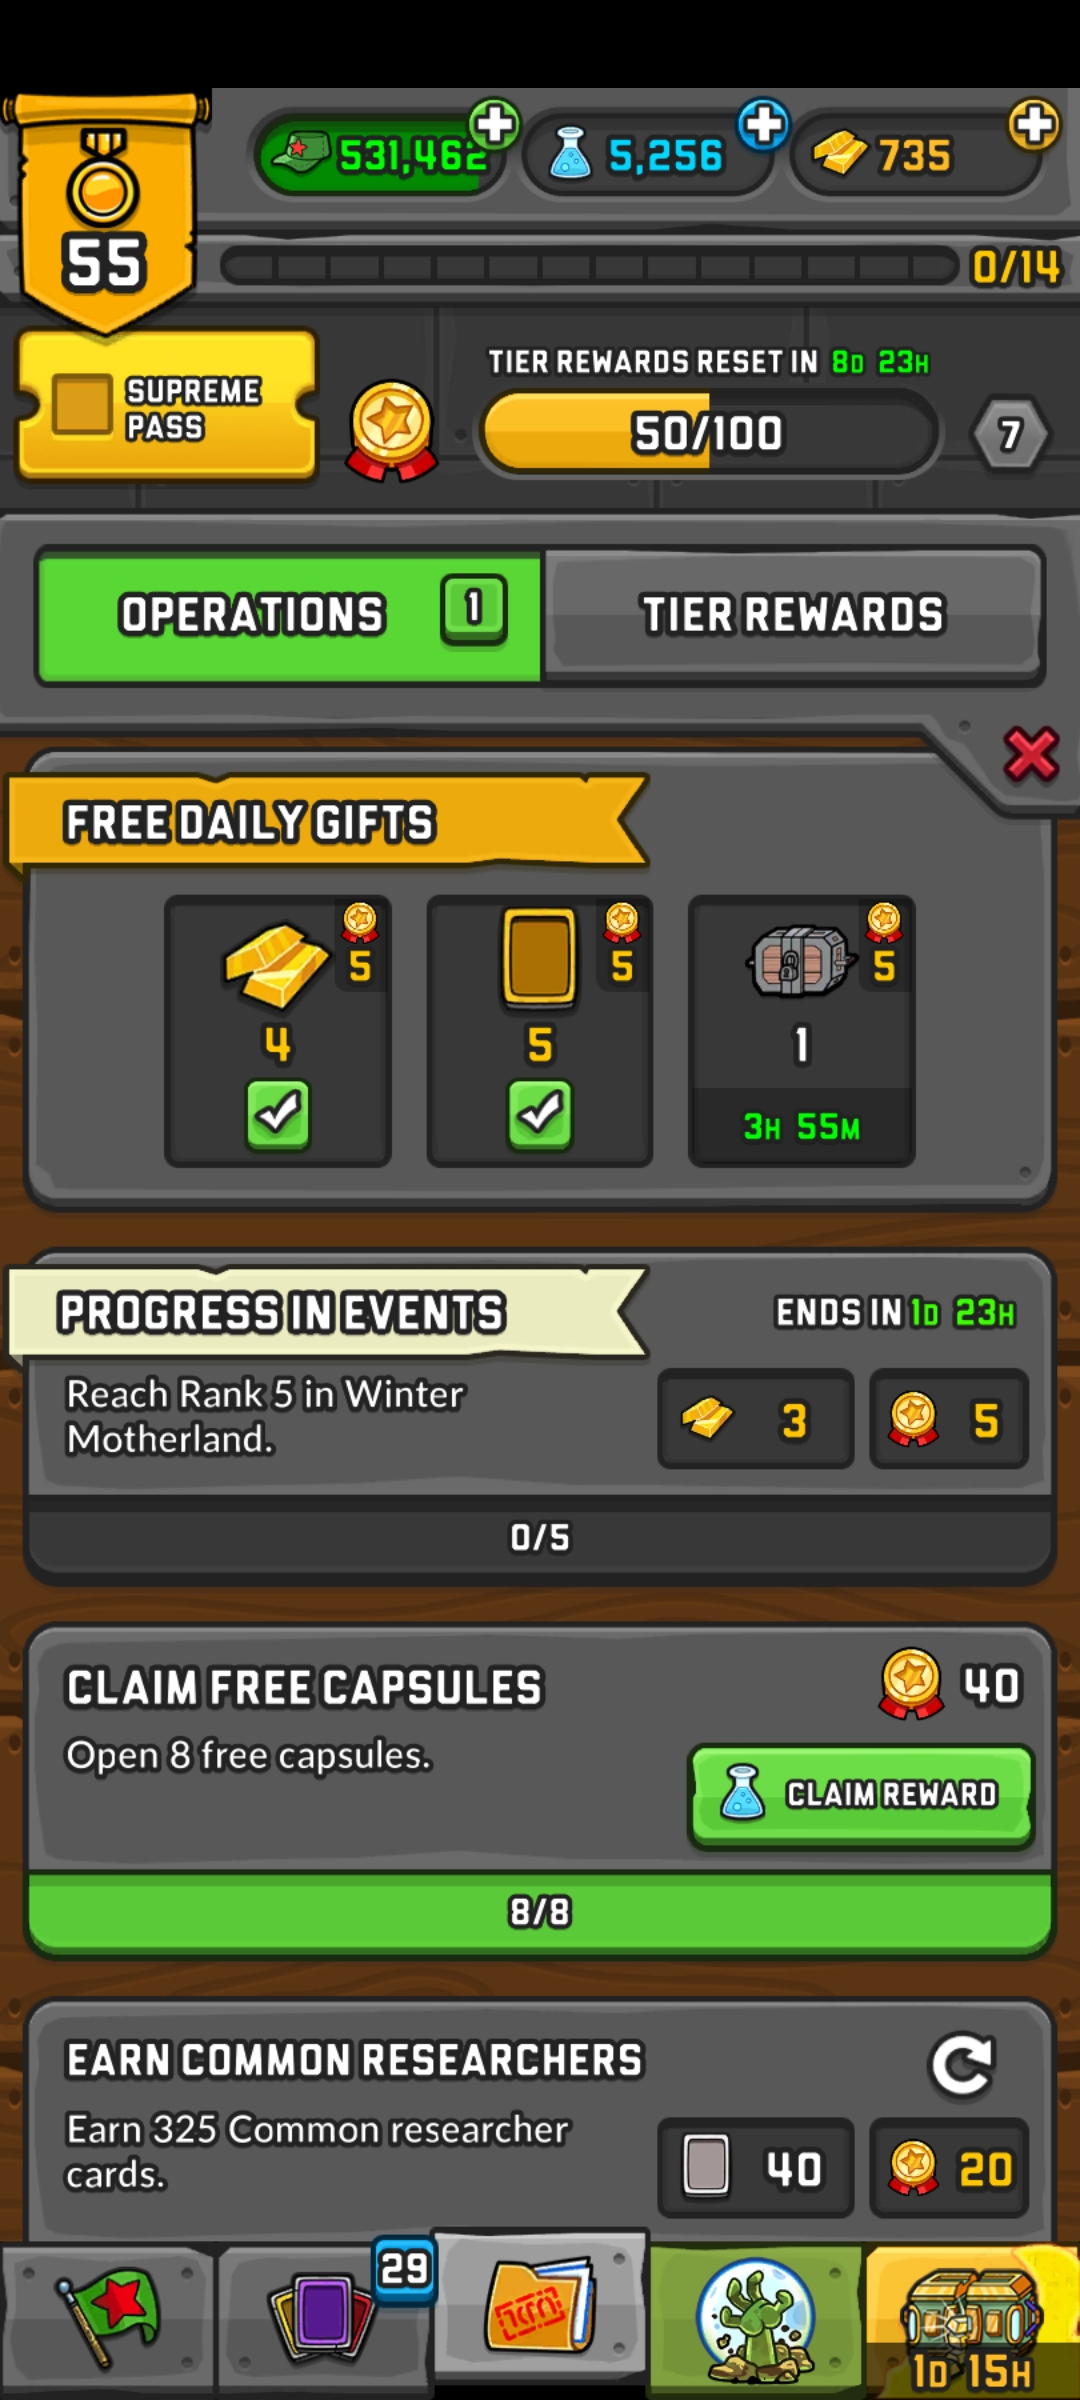 531,462
5,256
735
55
0/14
SUPREME
PASS
TIER REWARDS RESET IN 8D 23H
50/100
7
OPERATIONS 1
TIER REWARDS
FREE DAILY GIFTS
5
5
5
4
5
1
3H 55M
PROGRESS IN EVENTS
ENDS IN 1D 23H
Reach Rank 5 in Winter
Motherland.
3
5
0/5
CLAIM FREE CAPSULES
40
Open 8 free capsules.
CLAIM REWARD
8/8
EARN COMMON RESEARCHERS
Earn 325 Common researcher
cards.
40
20
29
1D 15H